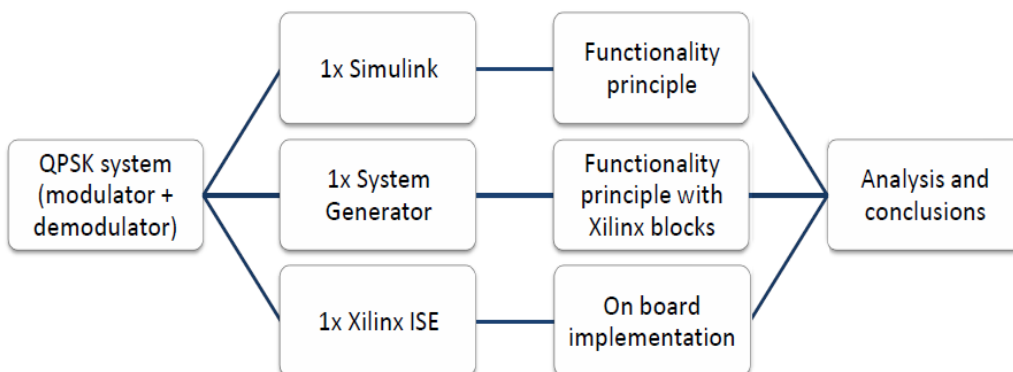 QPSK system
(modulator +
demodulator)
1x Simulink
Functionality
principle
1x System
Generator
Functionality
principle with
Xilinx blocks
1x Xilinx ISE
On board
implementation
Analysis and
conclusions